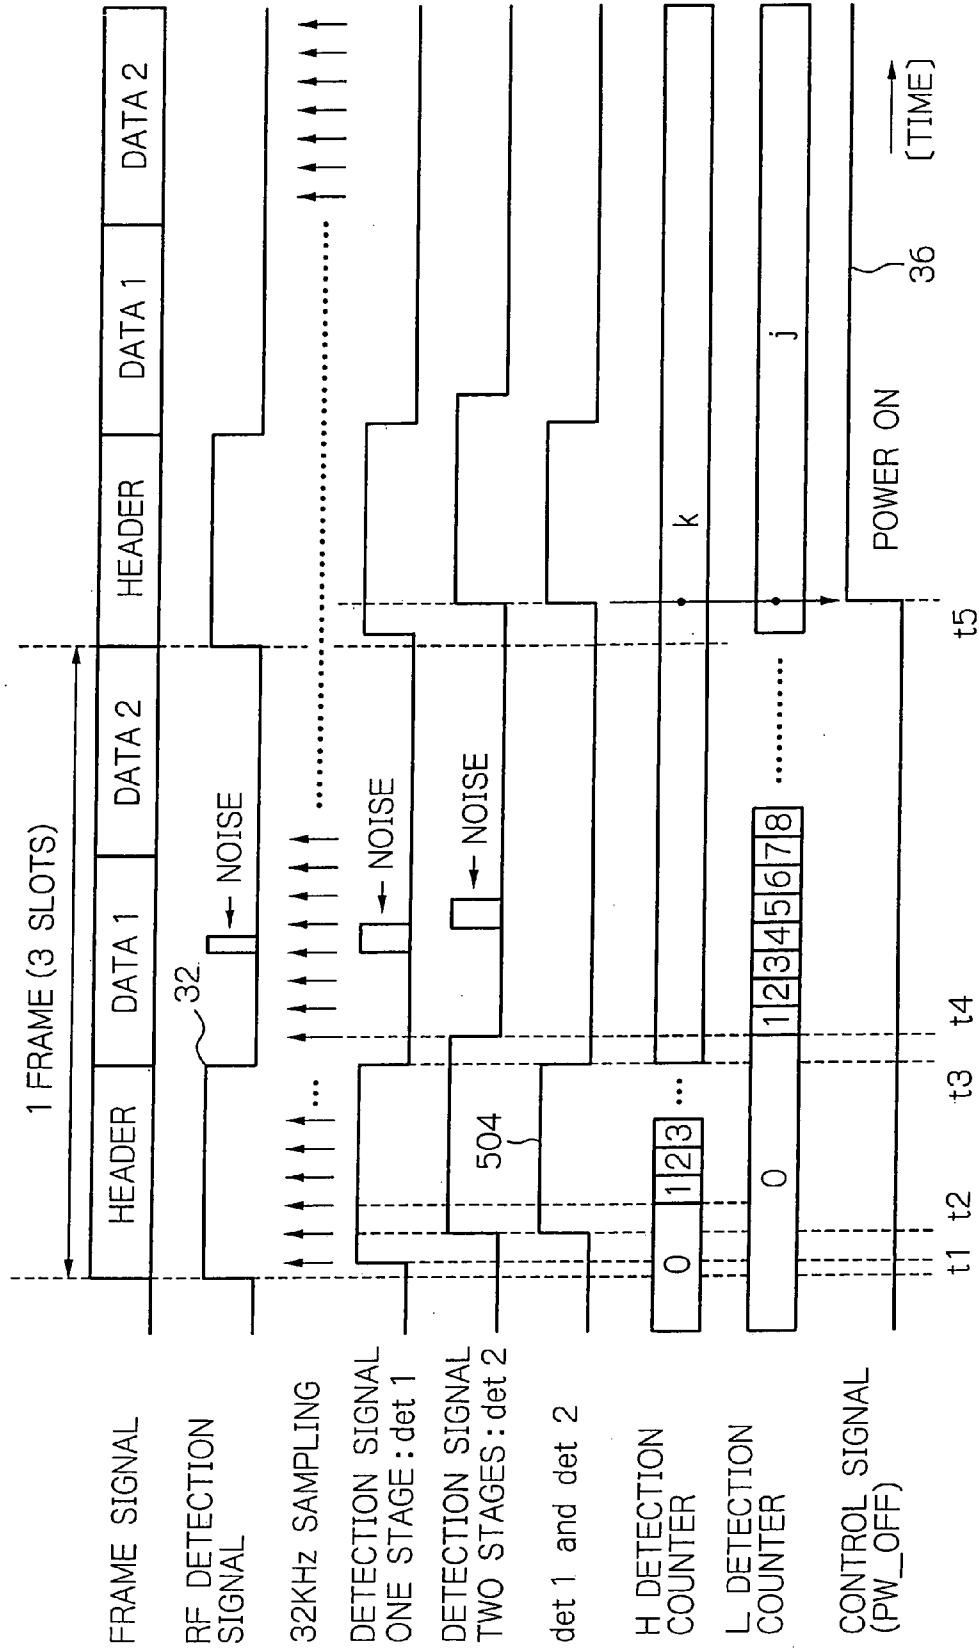 1 FRAME (3 SLOTS)
FRAME SIGNAL
HEADER
DATA 1
DATA 2
HEADER
DATA 1
DATA 2
RF DETECTION
SIGNAL
32
NOISE
32KHz SAMPLING
DETECTION SIGNAL
ONE STAGE : det 1
NOISE
DETECTION SIGNAL
TWO STAGES : det 2
NOISE
det 1 and det 2
504
H DETECTION
COUNTER
0
1
2
3
k
L DETECTION
COUNTER
0
1
2
3
4
5
6
7
8
j
CONTROL SIGNAL
(PW_OFF)
POWER ON
36
t1
t2
t3
t4
t5
[TIME]